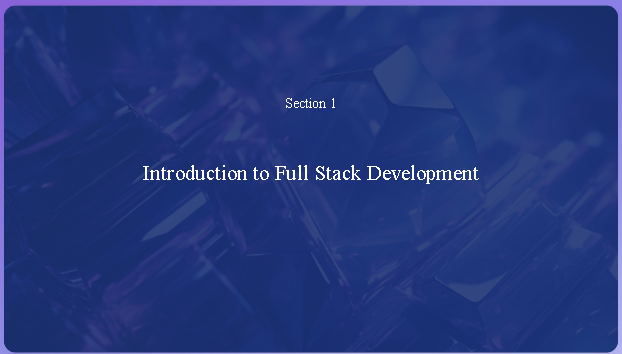 Section 1
Introduction to Full Stack Development